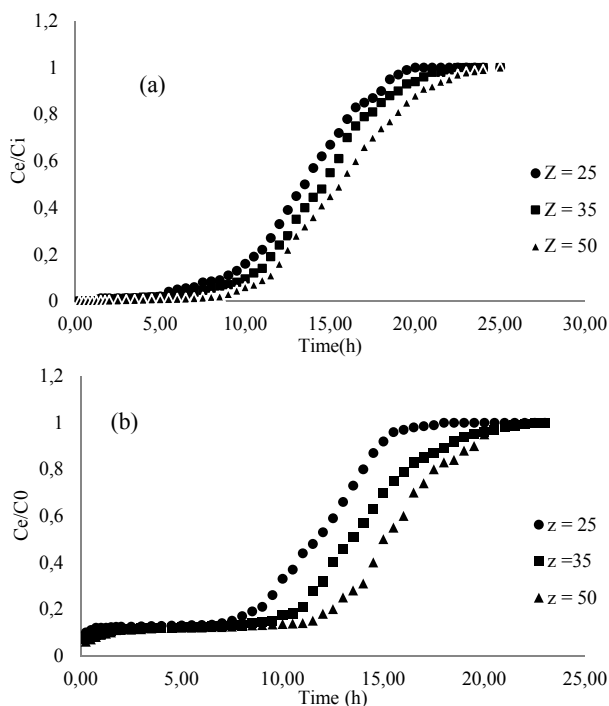 1,2
1
0,8
0,6
0,4
0,2
0
Ce/Ci
(a)
Z = 25
Z = 35
Z = 50
0,00 5,00 10,00 15,00 20,00 25,00 30,00
Time(h)
1,2
1
0,8
0,6
0,4
0,2
0
Ce/C0
(b)
z = 25
z =35
z = 50
0,00 5,00 10,00 15,00 20,00 25,00
Time (h)